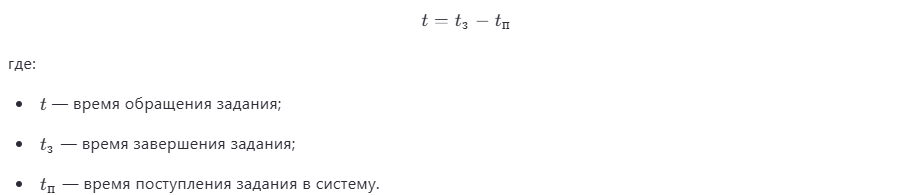 t = tз − tп
где:
• t — время обращения задания;
• tз — время завершения задания;
• tп — время поступления задания в систему.